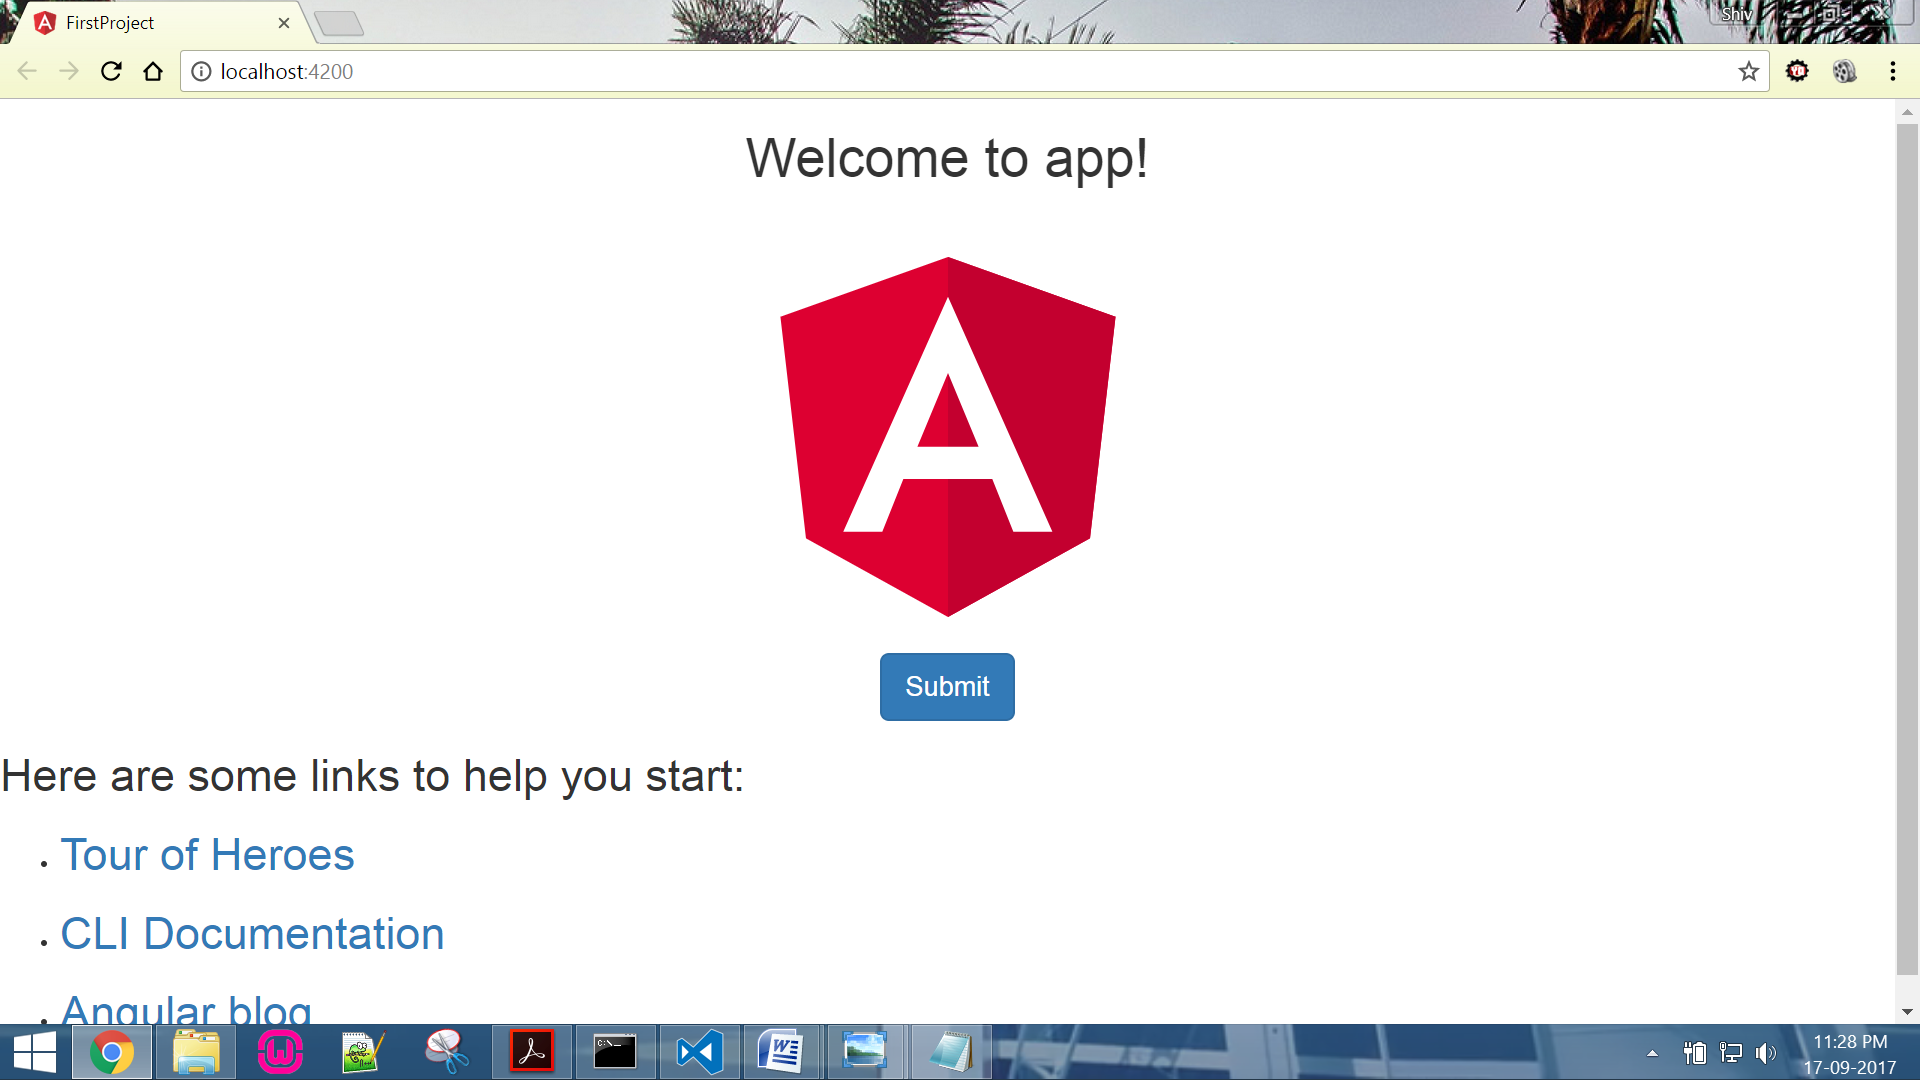 FirstProject
Shiv
localhost:4200
Welcome to app!
A
Submit
Here are some links to help you start:
Tour of Heroes
CLI Documentation
Angular blog
11:28 PM
17-09-2017